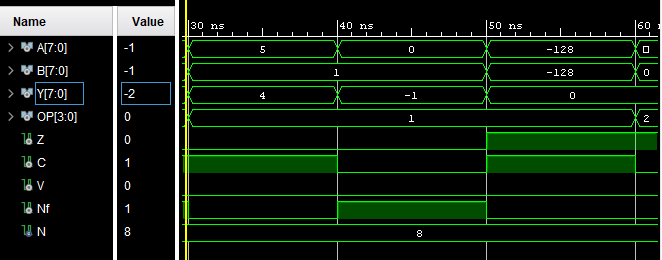 Name Value 30 ns 40 ns 50 ns 60 ns
A[7:0] -1 5 0 -128
B[7:0] -1 1 -128 0
Y[7:0] -2 4 -1 0
OP[3:0] 0 1 2
Z 0
C 1
V 0
Nf 1
N 8 8